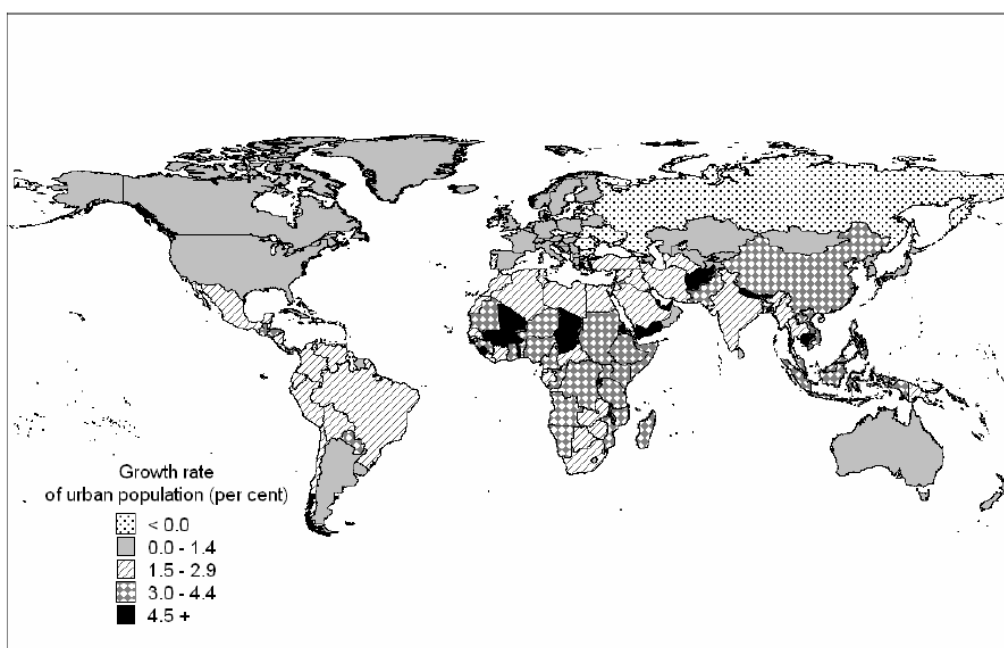 Growth rate
of urban population (per cent)
< 0.0
0.0 - 1.4
1.5 - 2.9
3.0 - 4.4
4.5 +